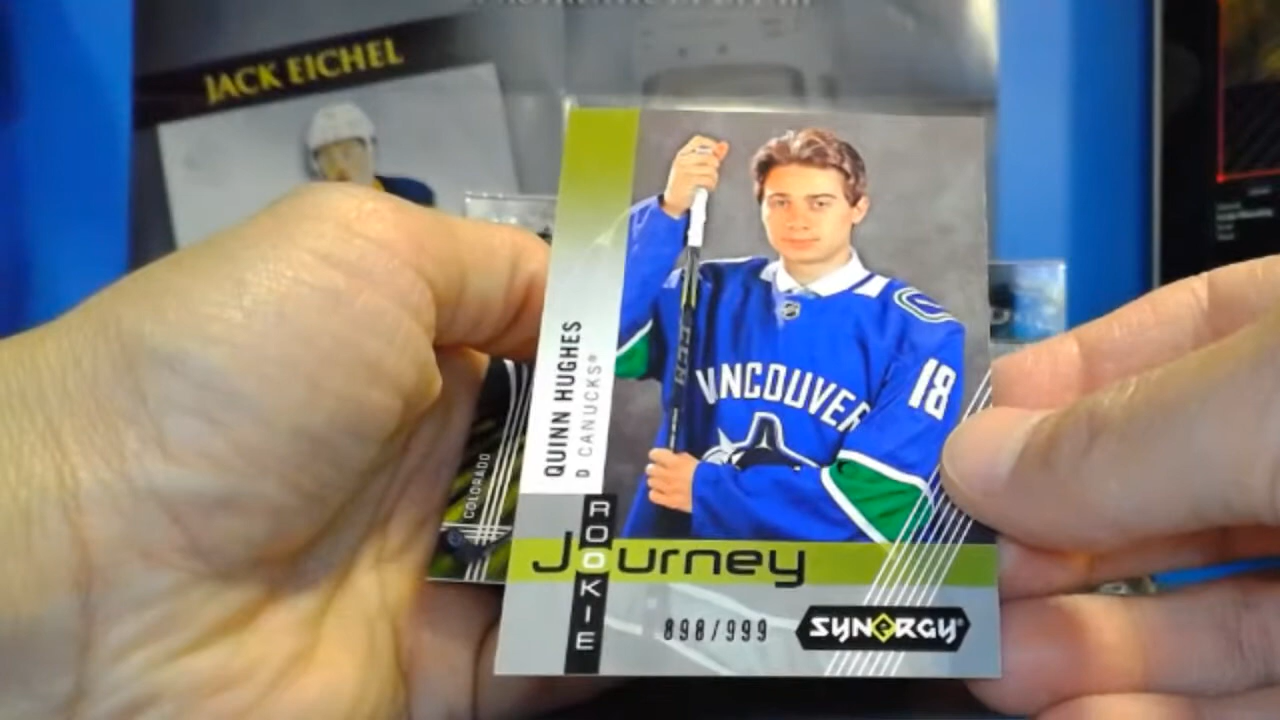 JACK EICHEL
QUINN HUGHES
D CANUCKS®
VANCOUVER
18
ROOKIE
Journey
898/999
SYNERGY®
COLORADO